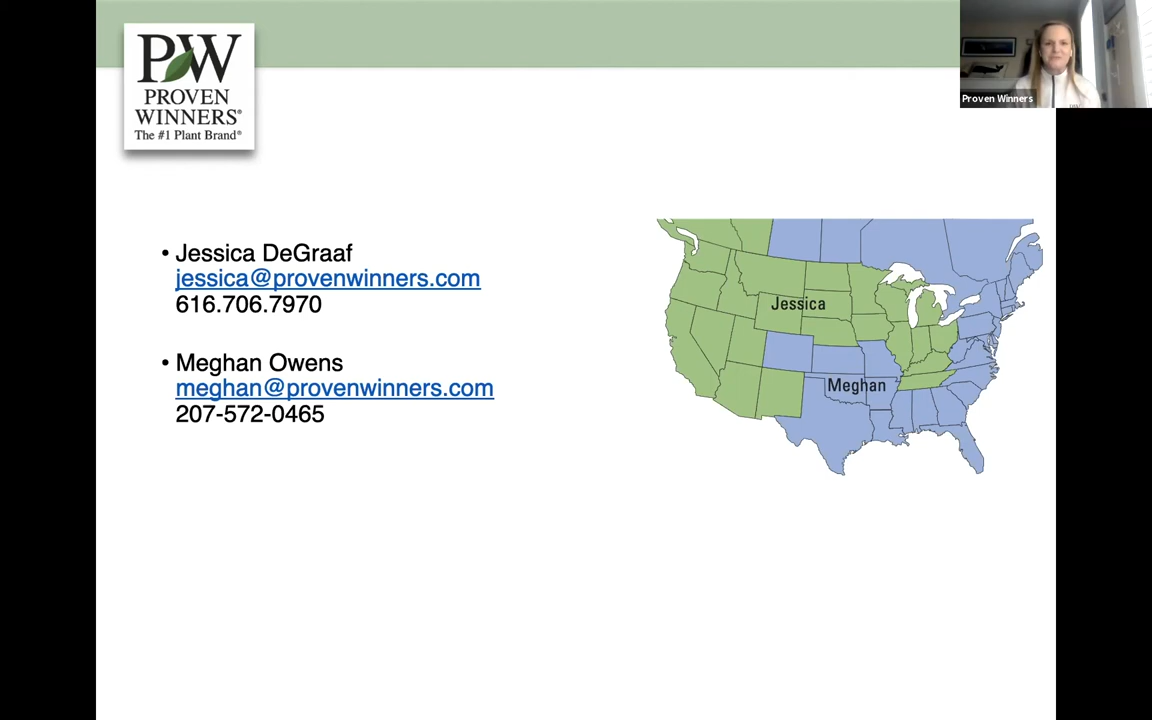 PW
PROVEN
WINNERS®
The #1 Plant Brand®
Proven Winners
• Jessica DeGraaf
jessica@provenwinners.com
616.706.7970
• Meghan Owens
meghan@provenwinners.com
207-572-0465
Jessica
Meghan